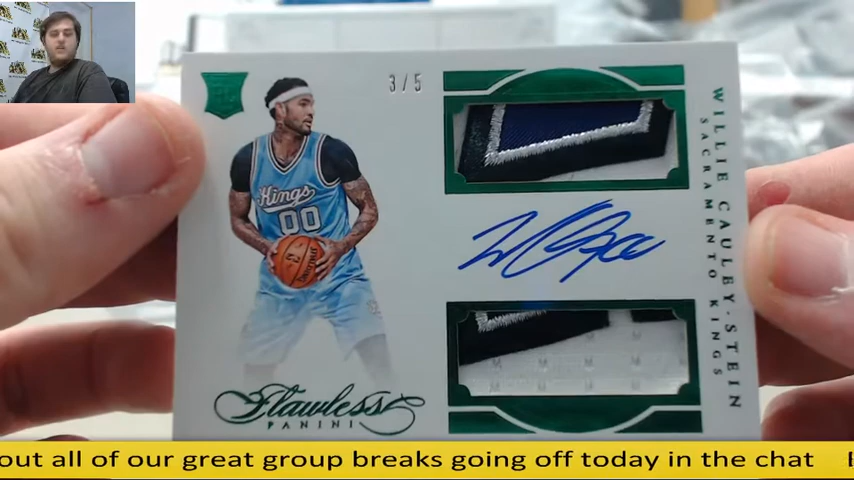 3/5
Kings
00
WILLIE CAULEY-STEIN
SACRAMENTO KINGS
Flawless
PANINI
out all of our great group breaks going off today in the chat